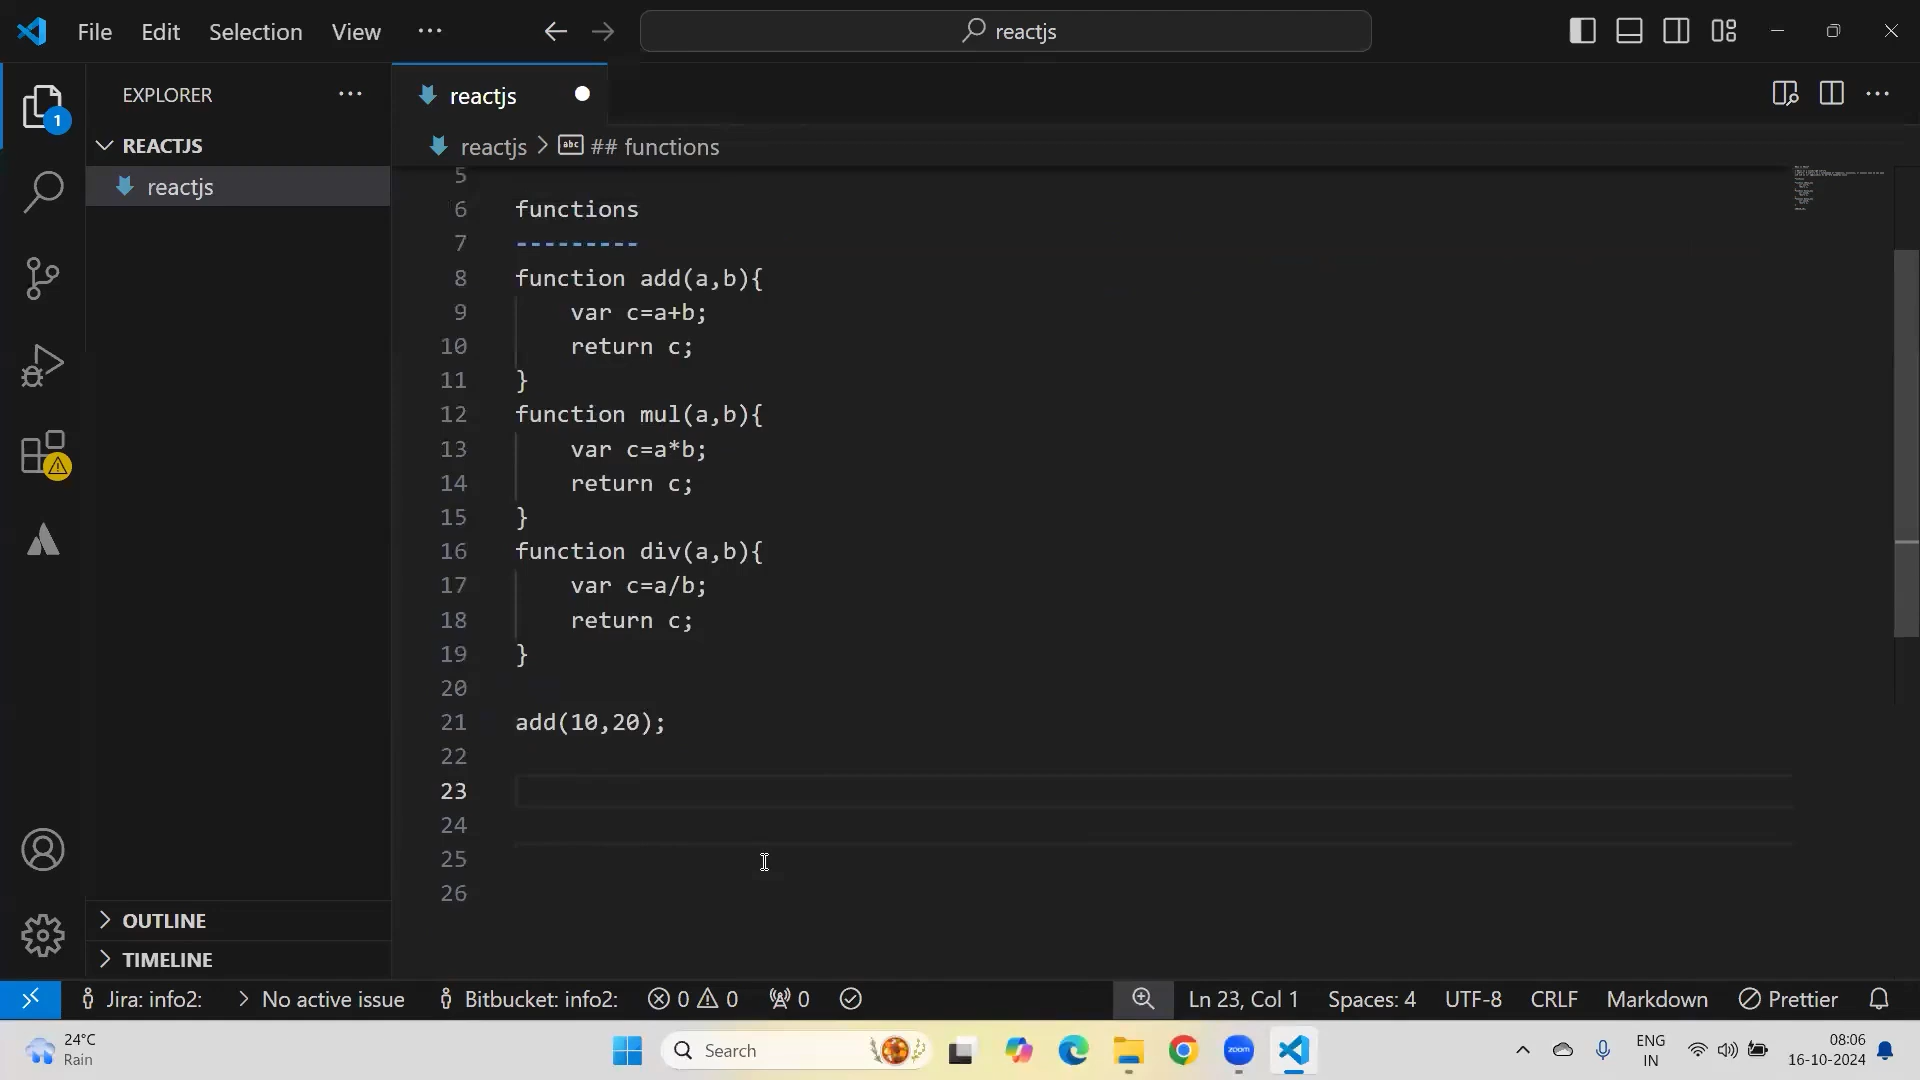 File Edit Selection View ···
reactjs
EXPLORER
REACTJS
reactjs
OUTLINE
TIMELINE
1
reactjs
reactjs > ## functions
5
6 functions
7 ---------
8 function add(a,b){
9 var c=a+b;
10 return c;
11 }
12 function mul(a,b){
13 var c=a*b;
14 return c;
15 }
16 function div(a,b){
17 var c=a/b;
18 return c;
19 }
20
21 add(10,20);
22
23
24
25
26
Jira: info2: No active issue Bitbucket: info2: 0 0 0 Ln 23, Col 1 Spaces: 4 UTF-8 CRLF Markdown Prettier
24°C
Rain
Search
zoom
ENG
IN
08:06
16-10-2024